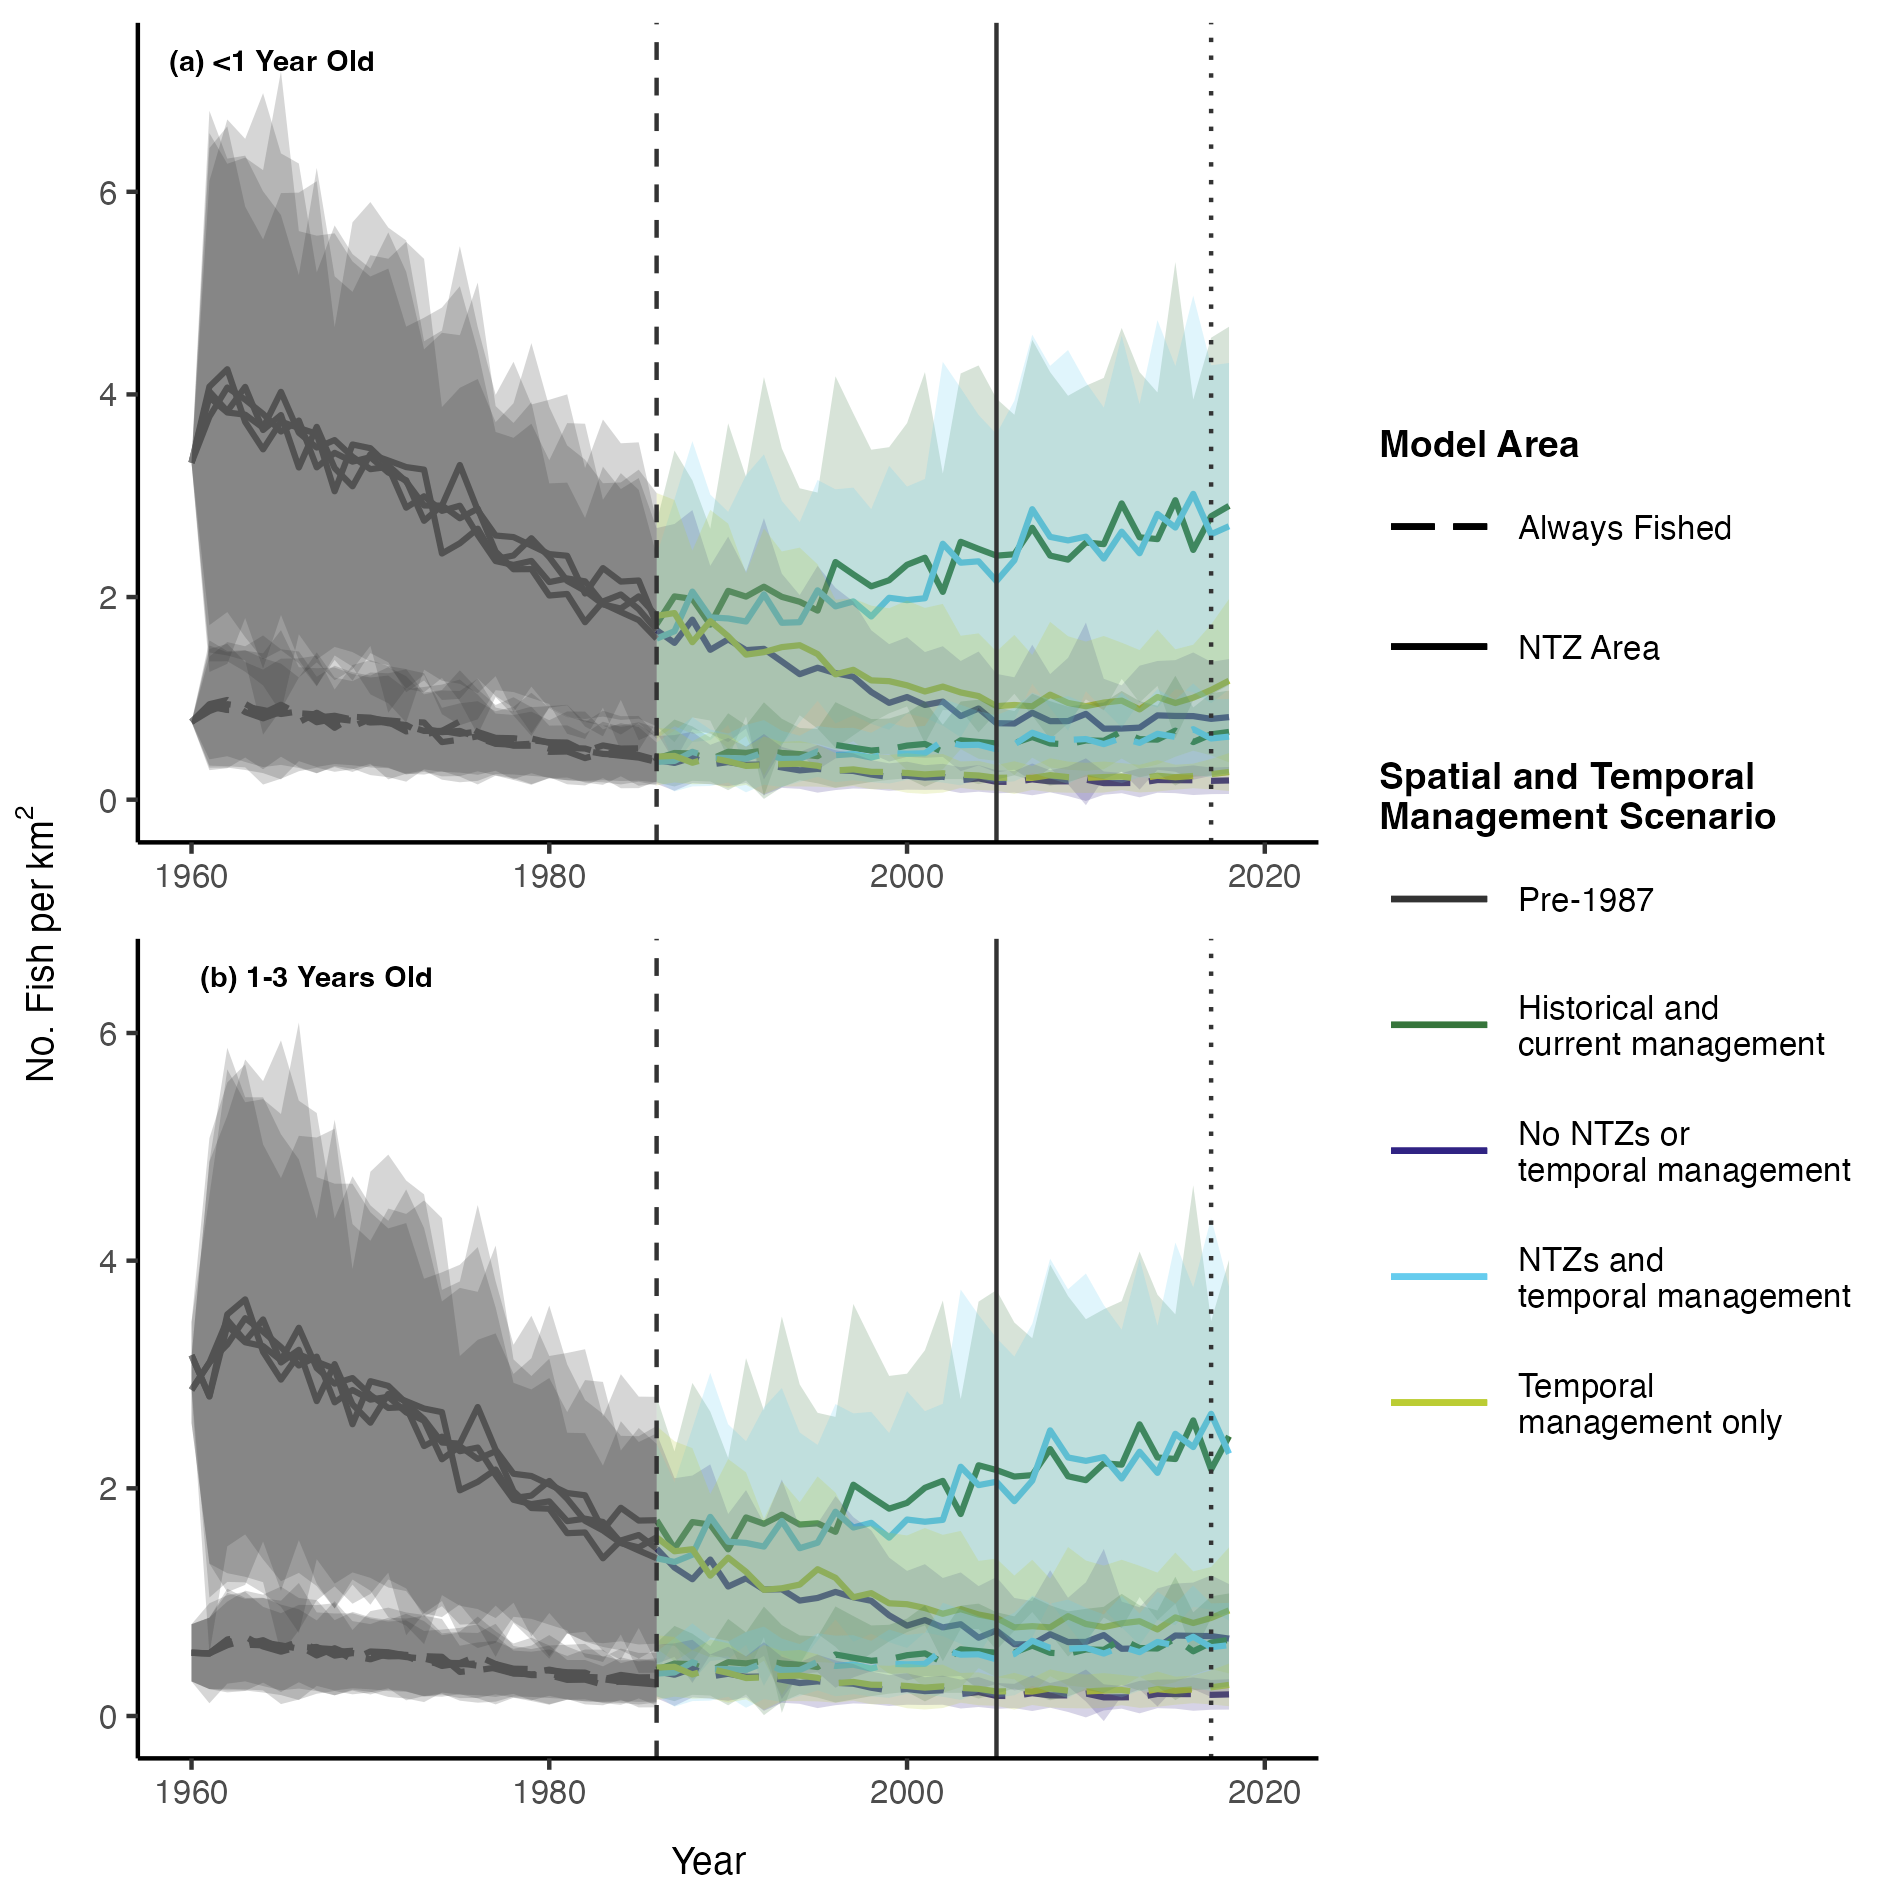 (a) <1 Year Old
6
4
2
0
1960 1980 2000 2020
No. Fish per km²
(b) 1-3 Years Old
6
4
2
0
1960 1980 2000 2020
Year
Model Area
Always Fished
NTZ Area
Spatial and Temporal
Management Scenario
Pre-1987
Historical and
current management
No NTZs or
temporal management
NTZs and
temporal management
Temporal
management only